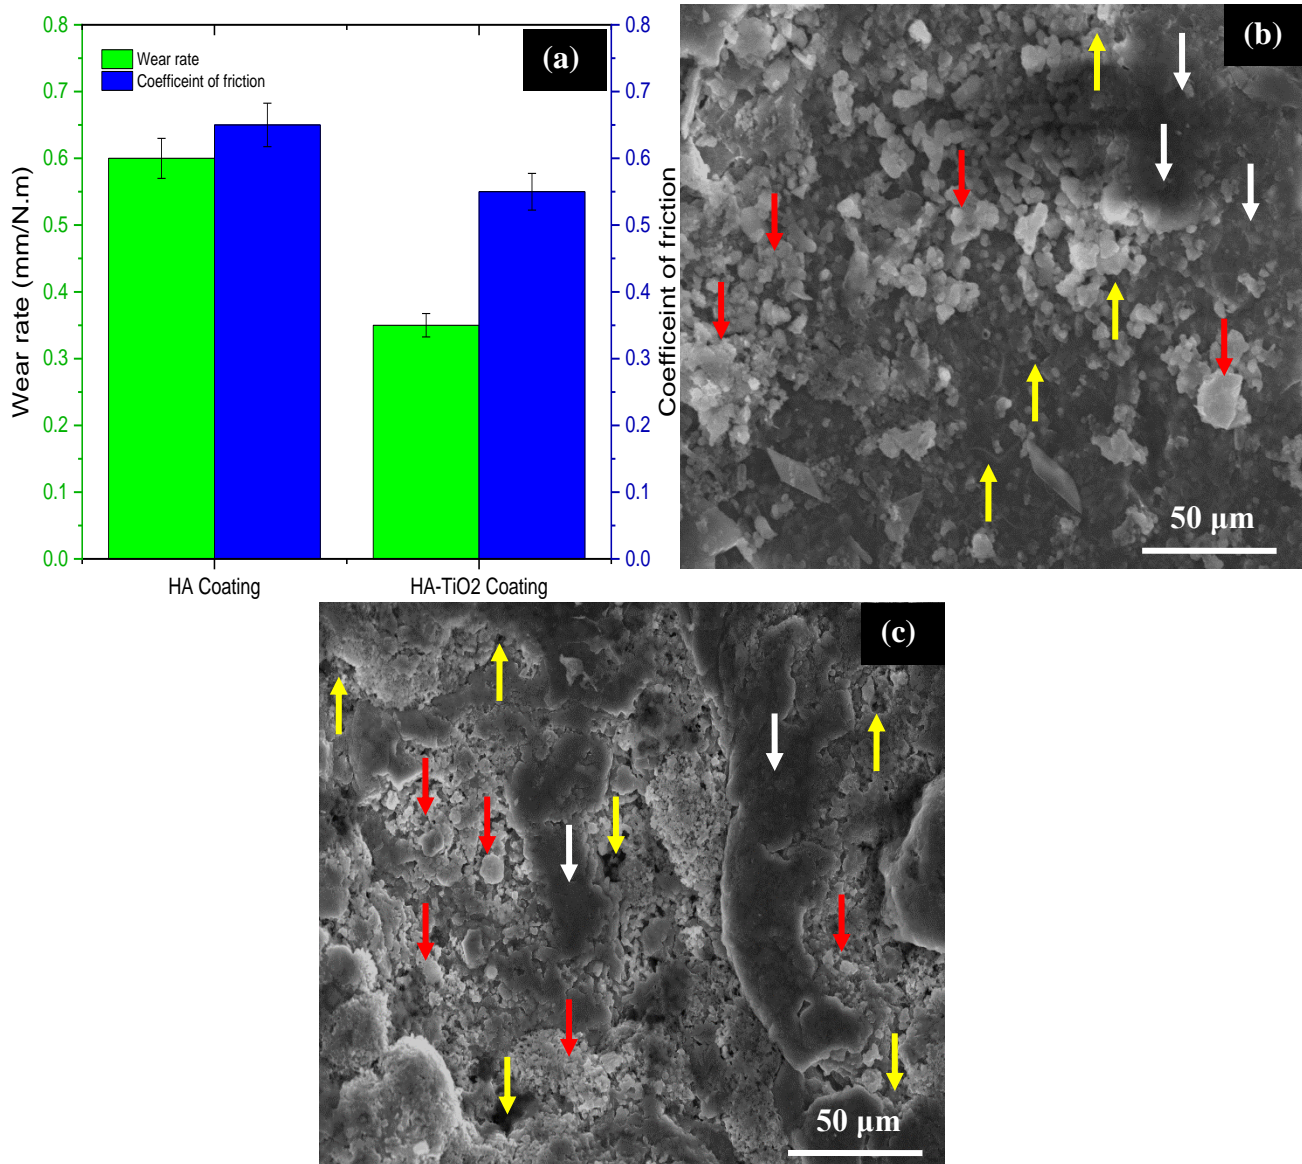 0.8
0.7
0.6
0.5
0.4
0.3
0.2
0.1
0.0
Wear rate (mm/N.m)
Wear rate
Coefficeint of friction
(a)
0.8
0.7
0.6
0.5
0.4
0.3
0.2
0.1
0.0
Coefficeint of friction
HA Coating
HA-TiO2 Coating
(b)
50 µm
(c)
50 µm